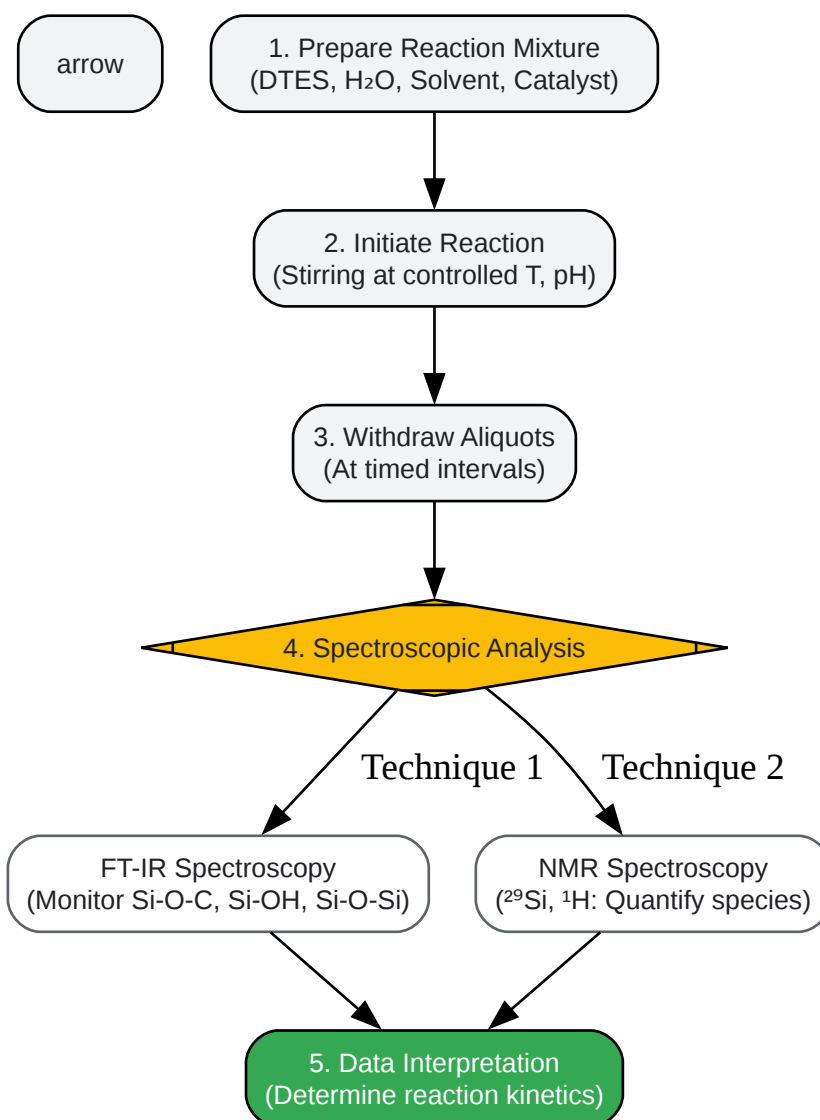 arrow
1. Prepare Reaction Mixture
(DTES, H₂O, Solvent, Catalyst)
2. Initiate Reaction
(Stirring at controlled T, pH)
3. Withdraw Aliquots
(At timed intervals)
4. Spectroscopic Analysis
Technique 1
Technique 2
FT-IR Spectroscopy
(Monitor Si-O-C, Si-OH, Si-O-Si)
NMR Spectroscopy
(²⁹Si, ¹H: Quantify species)
5. Data Interpretation
(Determine reaction kinetics)